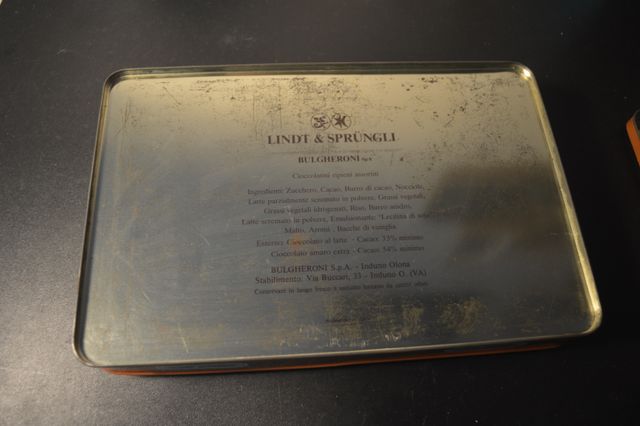 LINDT & SPRÜNGLI
BULGHERONI S.p.A.
Cioccolatini ripieni assortiti
Ingredienti: Zucchero, Cacao, Burro di cacao, Nocciole,
Latte parzialmente scremato in polvere, Grassi vegetali,
Grassi vegetali idrogenati, Riso, Burro anidro,
Latte scremato in polvere, Emulsionante: "Lecitina di soia",
Malto, Aromi, Bacche di vaniglia
Esterno: Cioccolato al latte - Cacao: 33% minimo
Cioccolato amaro extra - Cacao: 54% minimo
BULGHERONI S.p.A. - Induno Olona
Stabilimento: Via Buccari, 33 - Induno O. (VA)
Conservare in luogo fresco e asciutto lontano da odori